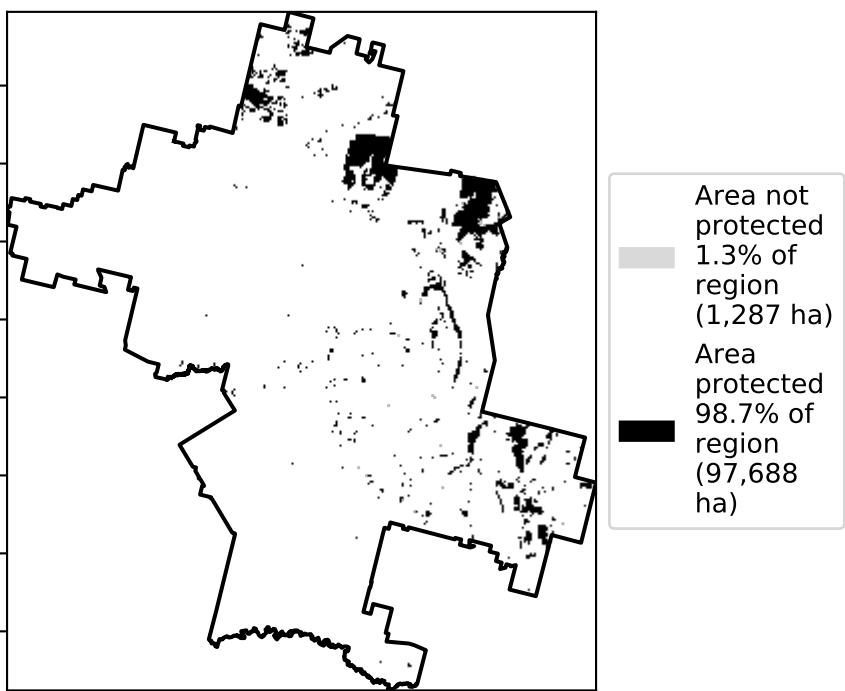 Area not
protected
1.3% of
region
(1,287 ha)
Area
protected
98.7% of
region
(97,688
ha)